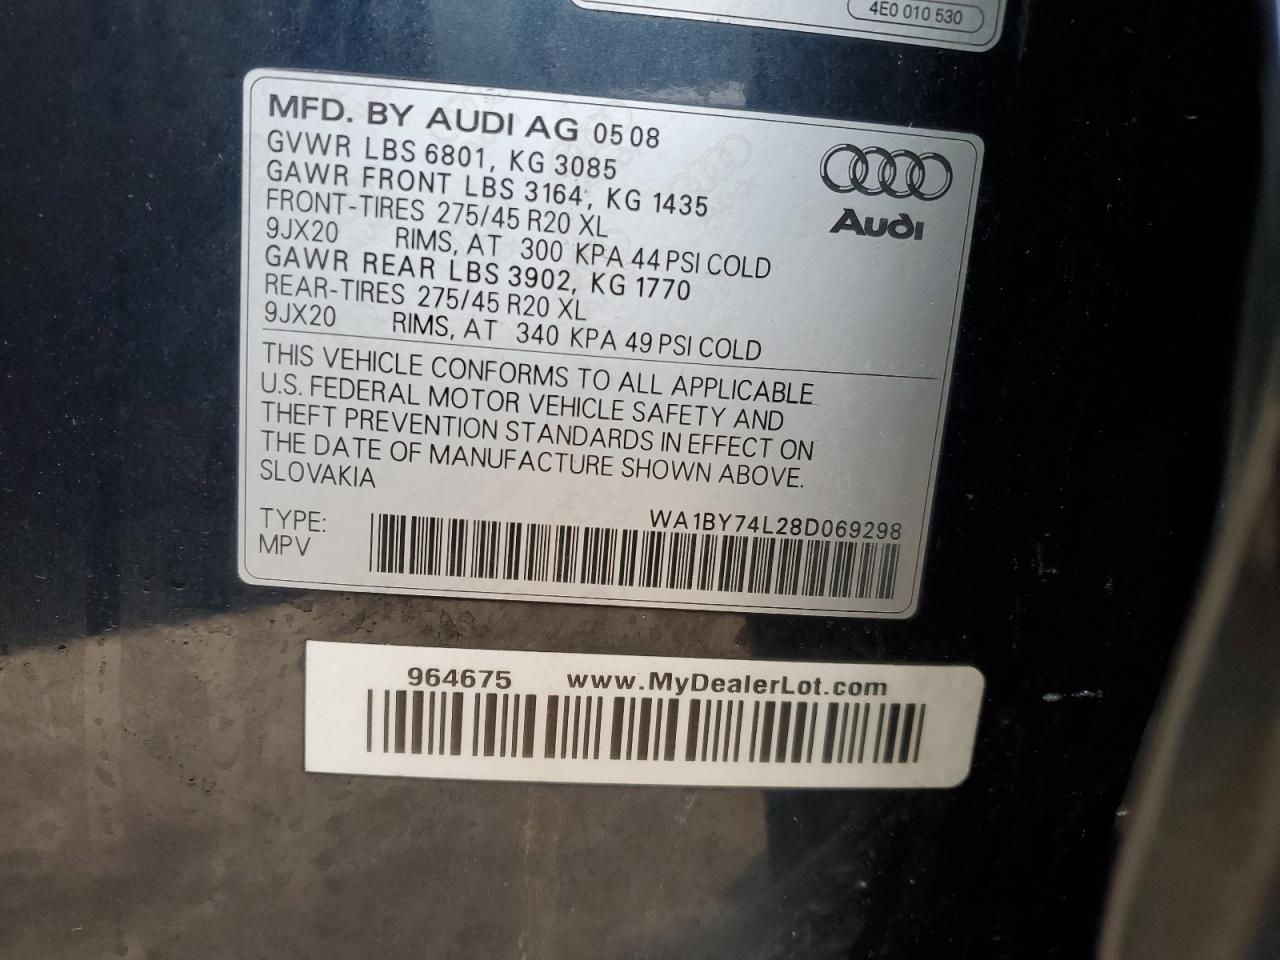 4E0 010 530
MFD. BY AUDI AG 05 08
GVWR LBS 6801, KG 3085
GAWR FRONT LBS 3164, KG 1435
FRONT-TIRES 275/45 R20 XL
9JX20 RIMS, AT 300 KPA 44 PSI COLD
GAWR REAR LBS 3902, KG 1770
REAR-TIRES 275/45 R20 XL
9JX20 RIMS, AT 340 KPA 49 PSI COLD
Audi
THIS VEHICLE CONFORMS TO ALL APPLICABLE
U.S. FEDERAL MOTOR VEHICLE SAFETY AND
THEFT PREVENTION STANDARDS IN EFFECT ON
THE DATE OF MANUFACTURE SHOWN ABOVE.
SLOVAKIA
TYPE: WA1BY74L28D069298
MPV
964675 www.MyDealerLot.com